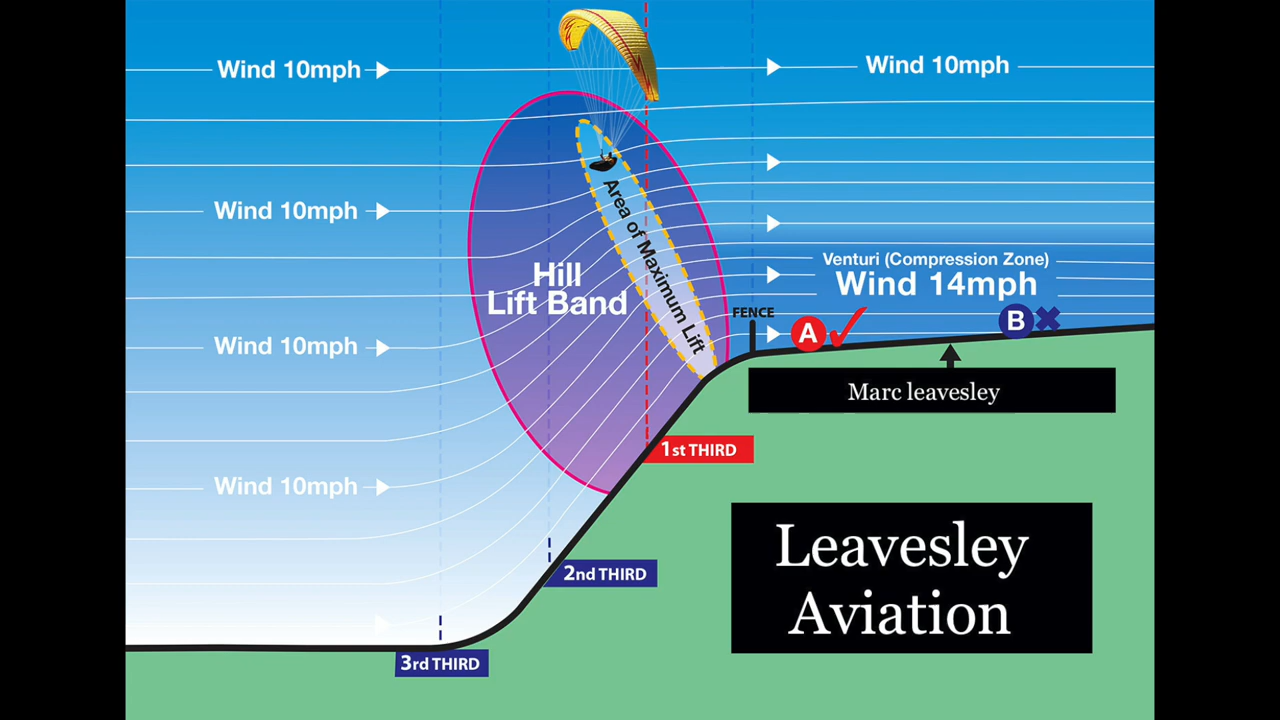 Wind 10mph
Wind 10mph
Wind 10mph
Area of Maximum Lift
Hill
Lift Band
Venturi (Compression Zone)
Wind 14mph
FENCE
A
B
Wind 10mph
Marc leavesley
1st THIRD
Wind 10mph
Leavesley
Aviation
2nd THIRD
3rd THIRD